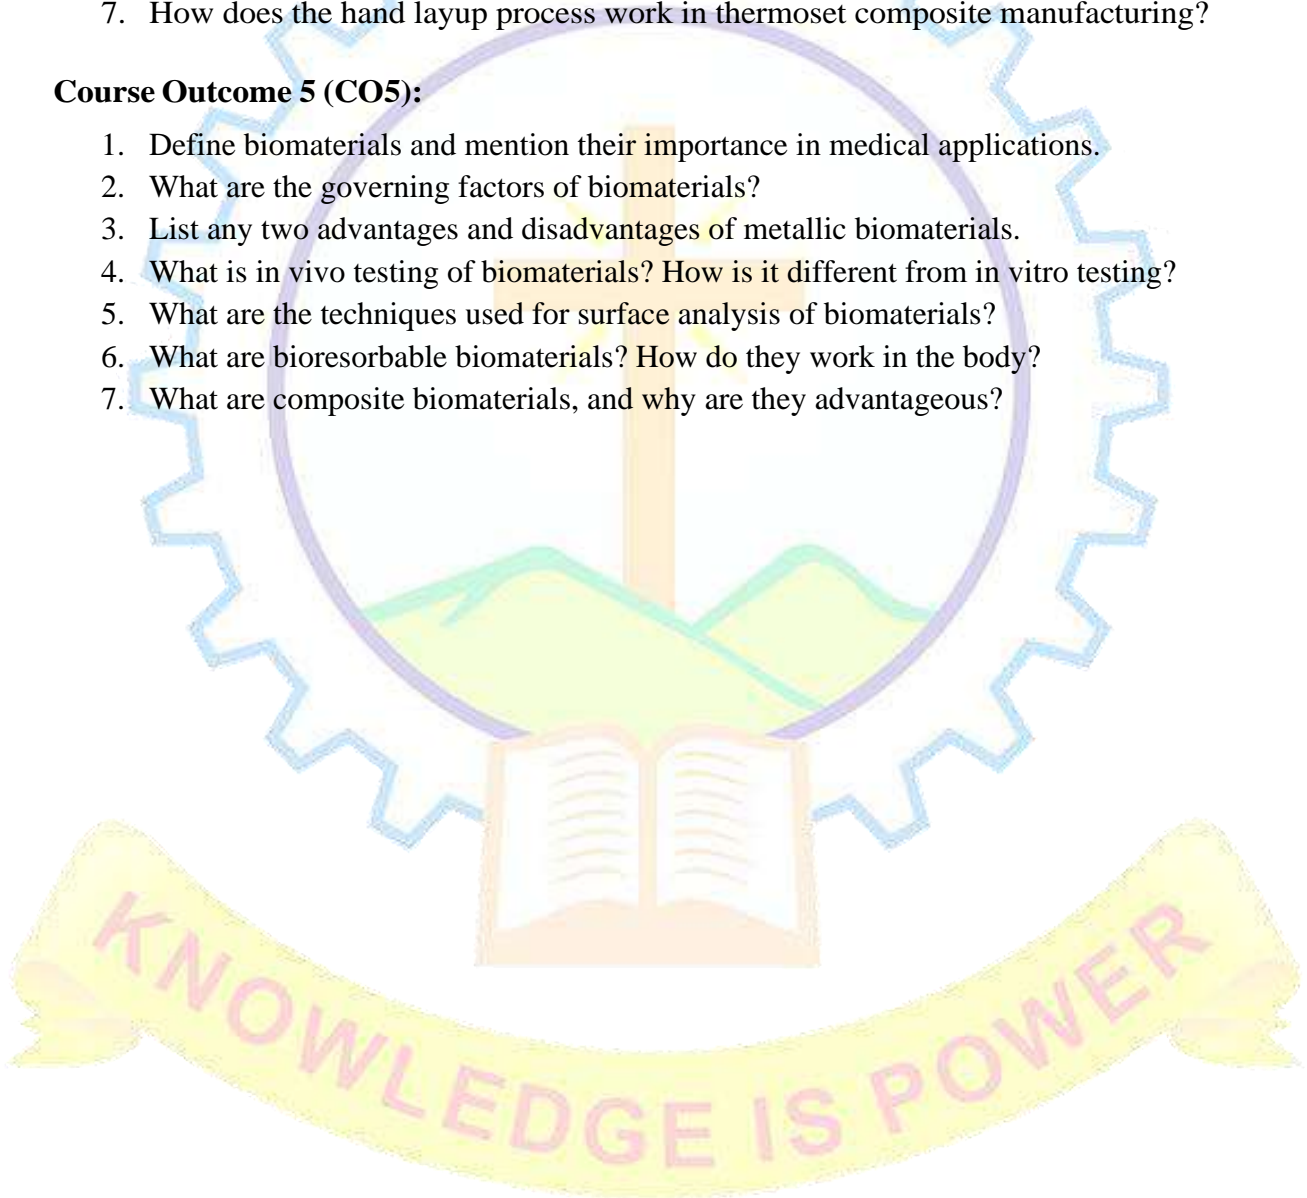 7. How does the hand layup process work in thermoset composite manufacturing?
Course Outcome 5 (CO5):
1. Define biomaterials and mention their importance in medical applications.
2. What are the governing factors of biomaterials?
3. List any two advantages and disadvantages of metallic biomaterials.
4. What is in vivo testing of biomaterials? How is it different from in vitro testing?
5. What are the techniques used for surface analysis of biomaterials?
6. What are bioresorbable biomaterials? How do they work in the body?
7. What are composite biomaterials, and why are they advantageous?
KNOWLEDGE IS POWER